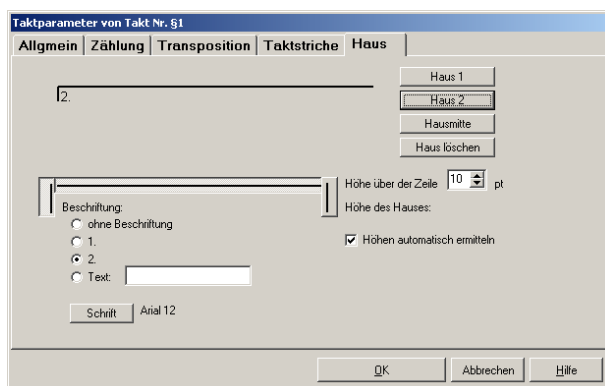 Taktparameter von Takt Nr. §1
Allgmein Zählung Transposition Taktstriche Haus
2.
Haus 1
Haus 2
Hausmitte
Haus löschen
Höhe über der Zeile 10 pt
Höhe des Hauses:
Höhen automatisch ermitteln
Beschriftung:
ohne Beschriftung
1.
2.
Text:
Schrift Arial 12
OK Abbrechen Hilfe